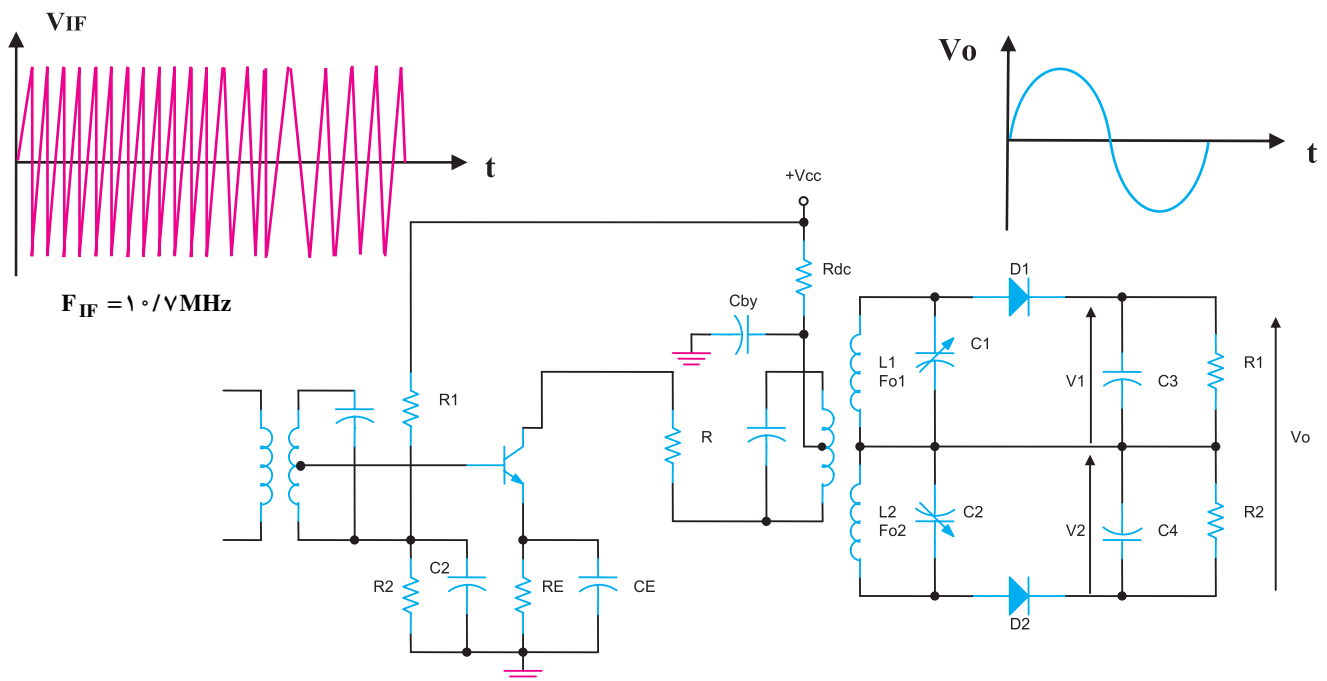 VIF
t
F IF = ۱۰/۷MHz
Vo
t
+Vcc
Rdc
Cby
D1
L1
Fo1
C1
V1
C3
R1
R1
R
Vo
L2
Fo2
C2
V2
C4
R2
R2
C2
RE
CE
D2